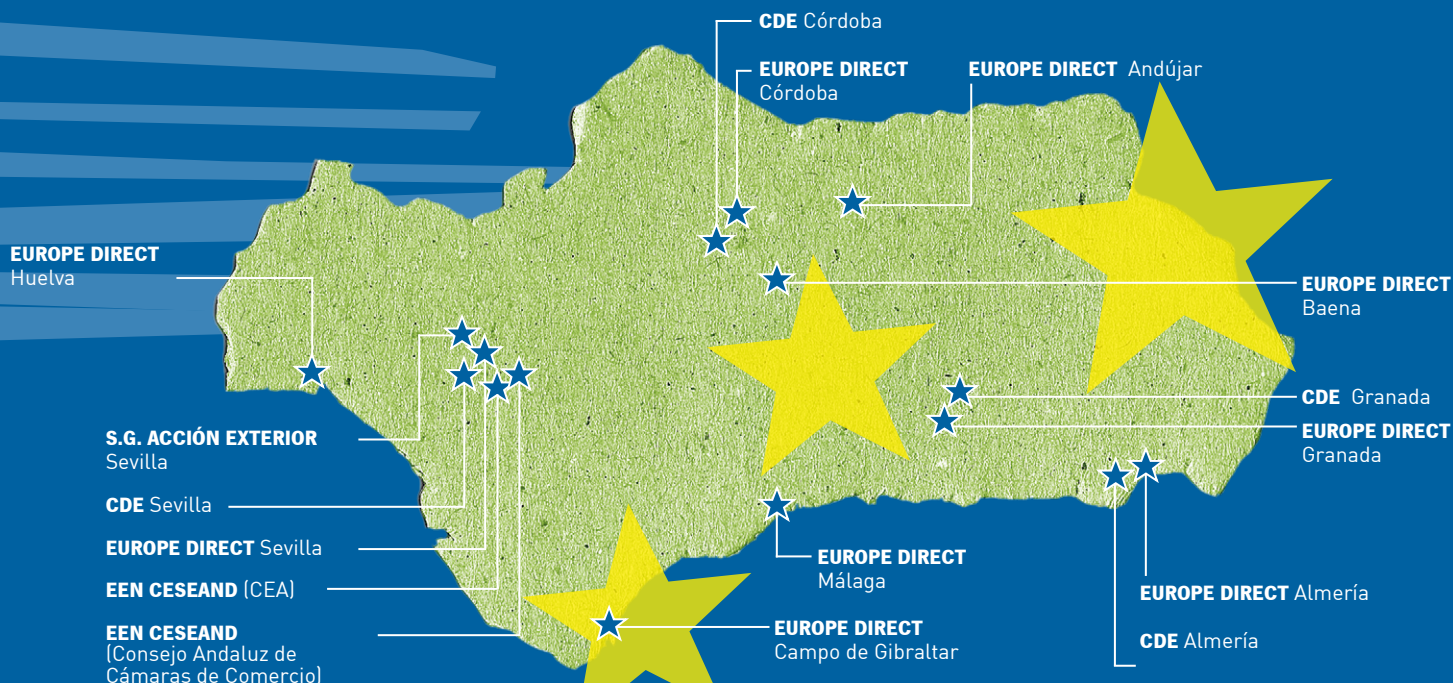 CDE Córdoba
EUROPE DIRECT
Córdoba
EUROPE DIRECT Andújar
EUROPE DIRECT
Huelva
EUROPE DIRECT
Baena
CDE Granada
EUROPE DIRECT
Granada
S.G. ACCIÓN EXTERIOR
Sevilla
CDE Sevilla
EUROPE DIRECT Sevilla
EEN CESEAND (CEA)
EEN CESEAND
(Consejo Andaluz de
Cámaras de Comercio)
EUROPE DIRECT
Málaga
EUROPE DIRECT
Campo de Gibraltar
EUROPE DIRECT Almería
CDE Almería